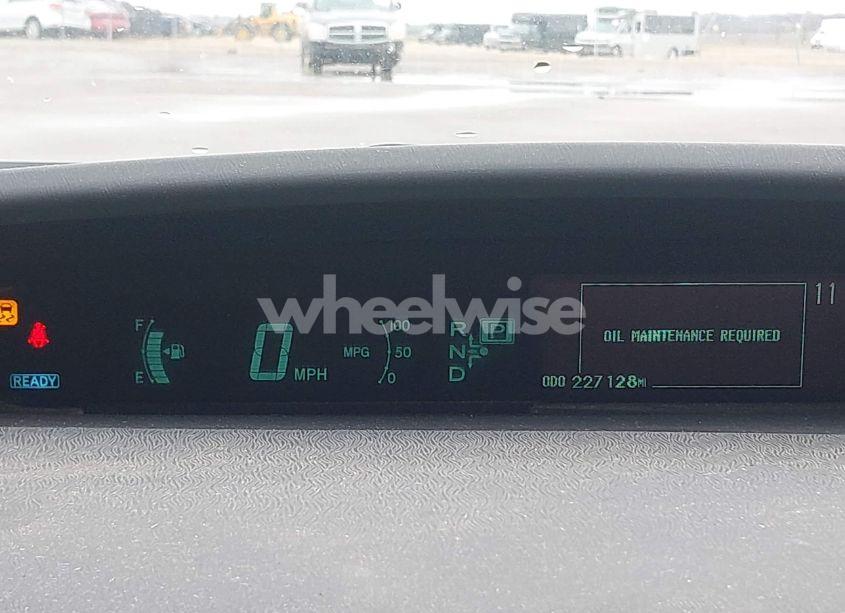 wheelwise
11
F
E
READY
0 MPH
100
MPG 50
0
R P
N
D
OIL MAINTENANCE REQUIRED
ODO 227128MI